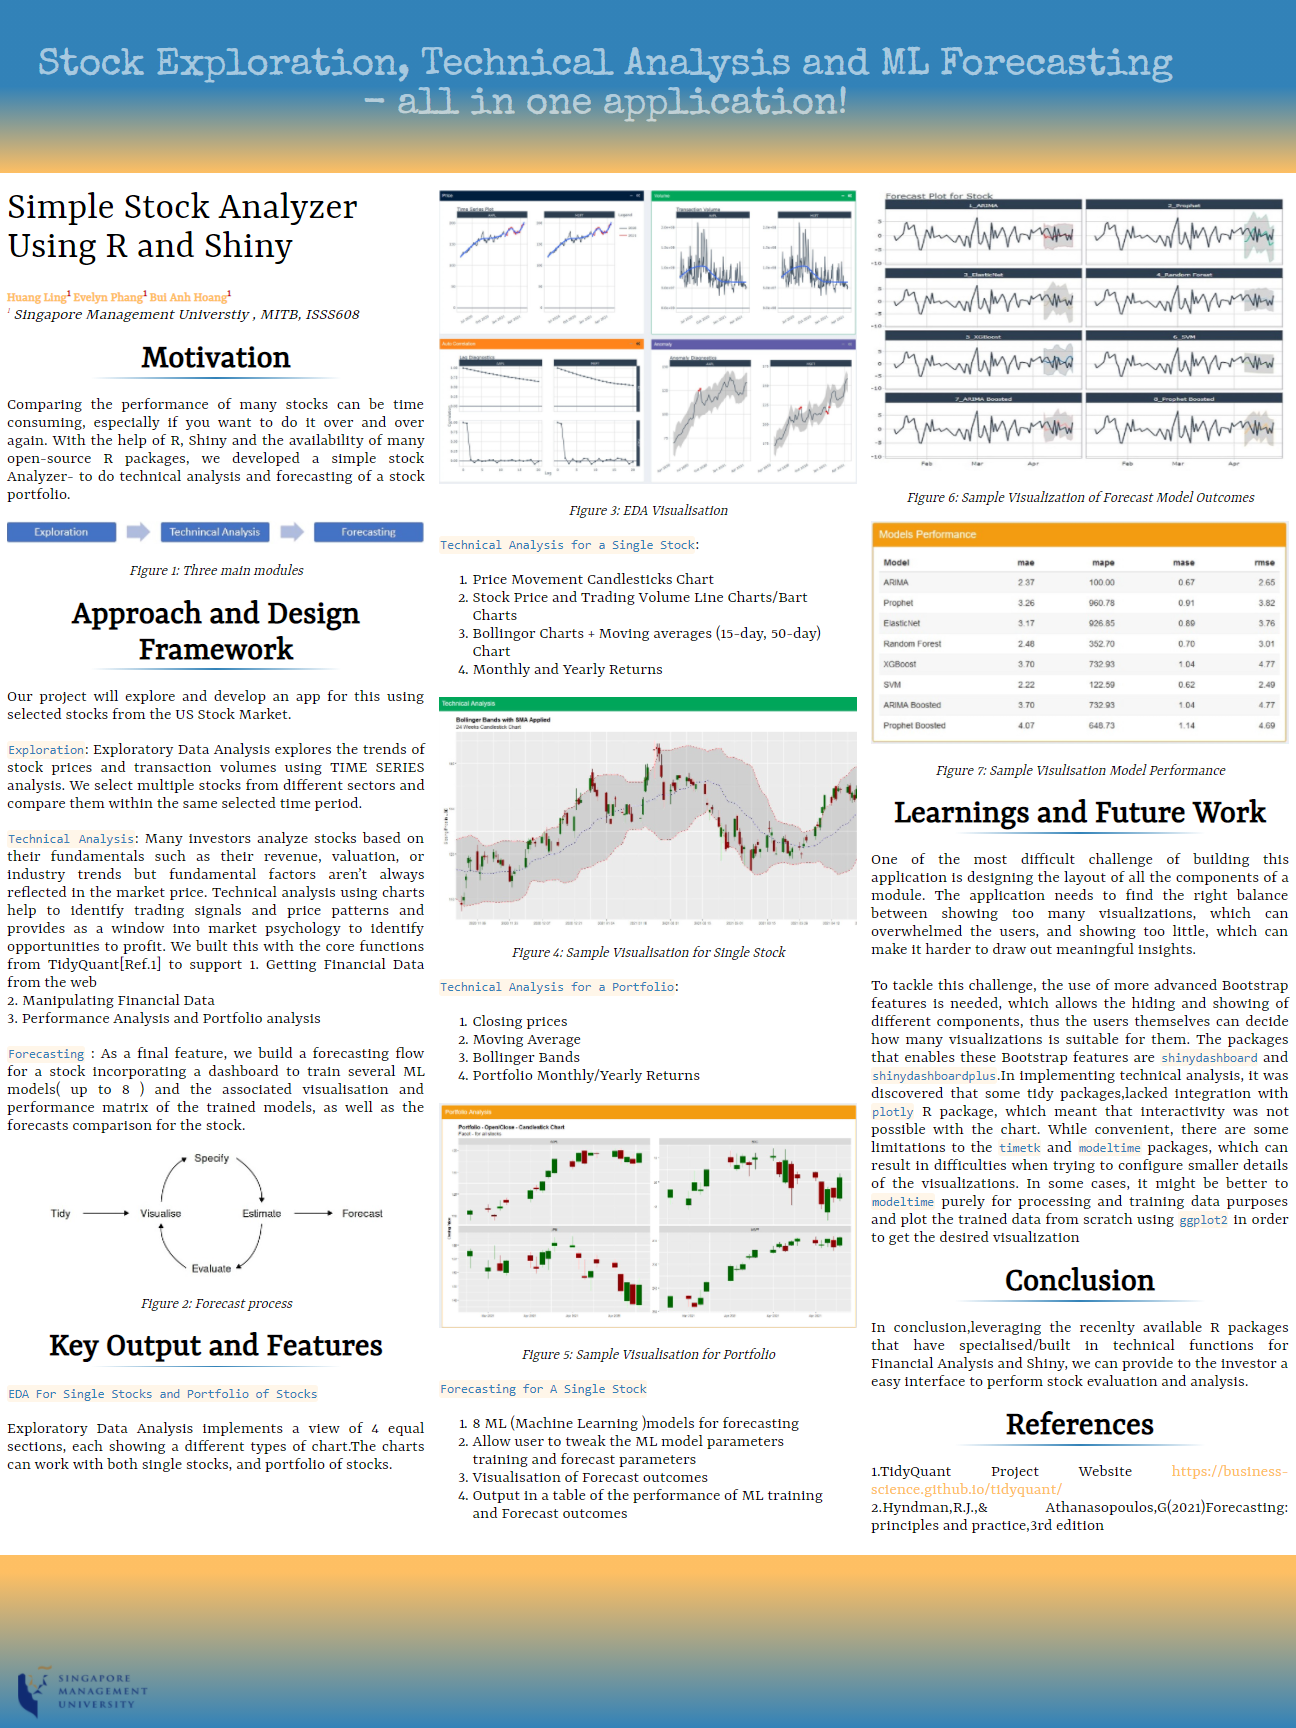 Stock Exploration, Technical Analysis and ML Forecasting
- all in one application!
Simple Stock Analyzer
Using R and Shiny
Huang Ling1 Evelyn Phang1 Bui Anh Hoang1
1 Singapore Management Universtiy , MITB, ISSS608
Motivation
Comparing the performance of many stocks can be time
consuming, especially if you want to do it over and over
again. With the help of R, Shiny and the availability of many
open-source R packages, we developed a simple stock
Analyzer- to do technical analysis and forecasting of a stock
portfolio.
Exploration
Technincal Analysis
Forecasting
Figure 1: Three main modules
Approach and Design
Framework
Our project will explore and develop an app for this using
selected stocks from the US Stock Market.
Exploration: Exploratory Data Analysis explores the trends of
stock prices and transaction volumes using TIME SERIES
analysis. We select multiple stocks from different sectors and
compare them within the same selected time period.
Technical Analysis: Many investors analyze stocks based on
their fundamentals such as their revenue, valuation, or
industry trends but fundamental factors aren't always
reflected in the market price. Technical analysis using charts
help to identify trading signals and price patterns and
provides as a window into market psychology to identify
opportunities to profit. We built this with the core functions
from TidyQuant[Ref.1] to support 1. Getting Financial Data
from the web
2. Manipulating Financial Data
3. Performance Analysis and Portfolio analysis
Forecasting : As a final feature, we build a forecasting flow
for a stock incorporating a dashboard to train several ML
models( up to 8 ) and the associated visualisation and
performance matrix of the trained models, as well as the
forecasts comparison for the stock.
Specify
Tidy
Visualise
Estimate
Forecast
Evaluate
Figure 2: Forecast process
Key Output and Features
EDA For Single Stocks and Portfolio of Stocks
Exploratory Data Analysis implements a view of 4 equal
sections, each showing a different types of chart.The charts
can work with both single stocks, and portfolio of stocks.
Price
Time Series Plot
Volume
Transaction Volume
Auto Correlation
Lag Diagnostics
Anomaly
Anomaly Diagnostics
Figure 3: EDA Visualisation
Technical Analysis for a Single Stock:
1. Price Movement Candlesticks Chart
2. Stock Price and Trading Volume Line Charts/Bart
Charts
3. Bollingor Charts + Moving averages (15-day, 50-day)
Chart
4. Monthly and Yearly Returns
Technical Analysis
Bollinger Bands with SMA Applied
24 Weeks Candlestick Chart
Figure 4: Sample Visualisation for Single Stock
Technical Analysis for a Portfolio:
1. Closing prices
2. Moving Average
3. Bollinger Bands
4. Portfolio Monthly/Yearly Returns
Portfolio Analysis
Portfolio - Open/Close - Candlestick Chart
Figure 5: Sample Visualisation for Portfolio
Forecasting for A Single Stock
1. 8 ML (Machine Learning )models for forecasting
2. Allow user to tweak the ML model parameters
training and forecast parameters
3. Visualisation of Forecast outcomes
4. Output in a table of the performance of ML training
and Forecast outcomes
Forecast Plot for Stock
1_ARIMA
2_Prophet
3_ElasticNet
4_Random Forest
5_XGBoost
6_SVM
7_ARIMA Boosted
8_Prophet Boosted
Feb Mar Apr Feb Mar Apr
Figure 6: Sample Visualization of Forecast Model Outcomes
Models Performance
Model mae mape mase rmse
ARIMA 2.37 100.00 0.67 2.65
Prophet 3.26 960.78 0.91 3.82
ElasticNet 3.17 926.85 0.89 3.76
Random Forest 2.48 352.70 0.70 3.01
XGBoost 3.70 732.93 1.04 4.77
SVM 2.22 122.59 0.62 2.49
ARIMA Boosted 3.70 732.93 1.04 4.77
Prophet Boosted 4.07 648.73 1.14 4.69
Figure 7: Sample Visulisation Model Performance
Learnings and Future Work
One of the most difficult challenge of building this
application is designing the layout of all the components of a
module. The application needs to find the right balance
between showing too many visualizations, which can
overwhelmed the users, and showing too little, which can
make it harder to draw out meaningful insights.
To tackle this challenge, the use of more advanced Bootstrap
features is needed, which allows the hiding and showing of
different components, thus the users themselves can decide
how many visualizations is suitable for them. The packages
that enables these Bootstrap features are shinydashboard and
shinydashboardplus.In implementing technical analysis, it was
discovered that some tidy packages,lacked integration with
plotly R package, which meant that interactivity was not
possible with the chart. While convenient, there are some
limitations to the timetk and modeltime packages, which can
result in difficulties when trying to configure smaller details
of the visualizations. In some cases, it might be better to
modeltime purely for processing and training data purposes
and plot the trained data from scratch using ggplot2 in order
to get the desired visualization
Conclusion
In conclusion,leveraging the recenlty available R packages
that have specialised/built in technical functions for
Financial Analysis and Shiny, we can provide to the investor a
easy interface to perform stock evaluation and analysis.
References
1.TidyQuant Project Website https://business-
science.github.io/tidyquant/
2.Hyndman,R.J.,& Athanasopoulos,G(2021)Forecasting:
principles and practice,3rd edition
SINGAPORE
MANAGEMENT
UNIVERSITY